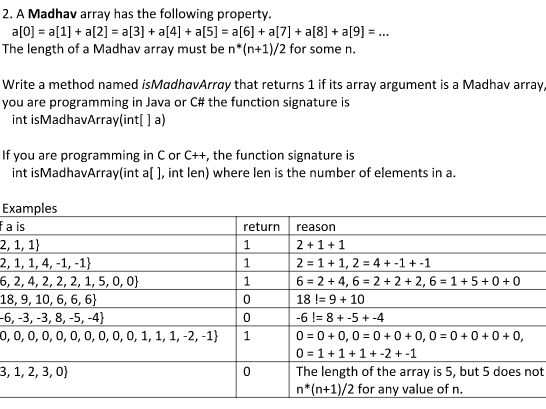 2. A Madhav array has the following property.
a[0] = a[1] + a[2] = a[3] + a[4] + a[5] = a[6] + a[7] + a[8] + a[9] = ...
The length of a Madhav array must be n*(n+1)/2 for some n.
Write a method named isMadhavArray that returns 1 if its array argument is a Madhav array,
you are programming in Java or C# the function signature is
int isMadhavArray(int[ ] a)
If you are programming in C or C++, the function signature is
int isMadhavArray(int a[ ], int len) where len is the number of elements in a.
Examples
f a is return reason
2, 1, 1} 1 2 + 1 + 1
2, 1, 1, 4, -1, -1} 1 2 = 1 + 1, 2 = 4 + -1 + -1
6, 2, 4, 2, 2, 2, 1, 5, 0, 0} 1 6 = 2 + 4, 6 = 2 + 2 + 2, 6 = 1 + 5 + 0 + 0
18, 9, 10, 6, 6, 6} 0 18 != 9 + 10
-6, -3, -3, 8, -5, -4} 0 -6 != 8 + -5 + -4
0, 0, 0, 0, 0, 0, 0, 0, 0, 0, 1, 1, 1, -2, -1} 1 0 = 0 + 0, 0 = 0 + 0 + 0, 0 = 0 + 0 + 0 + 0,
0 = 1 + 1 + 1 + -2 + -1
3, 1, 2, 3, 0} 0 The length of the array is 5, but 5 does not
n*(n+1)/2 for any value of n.